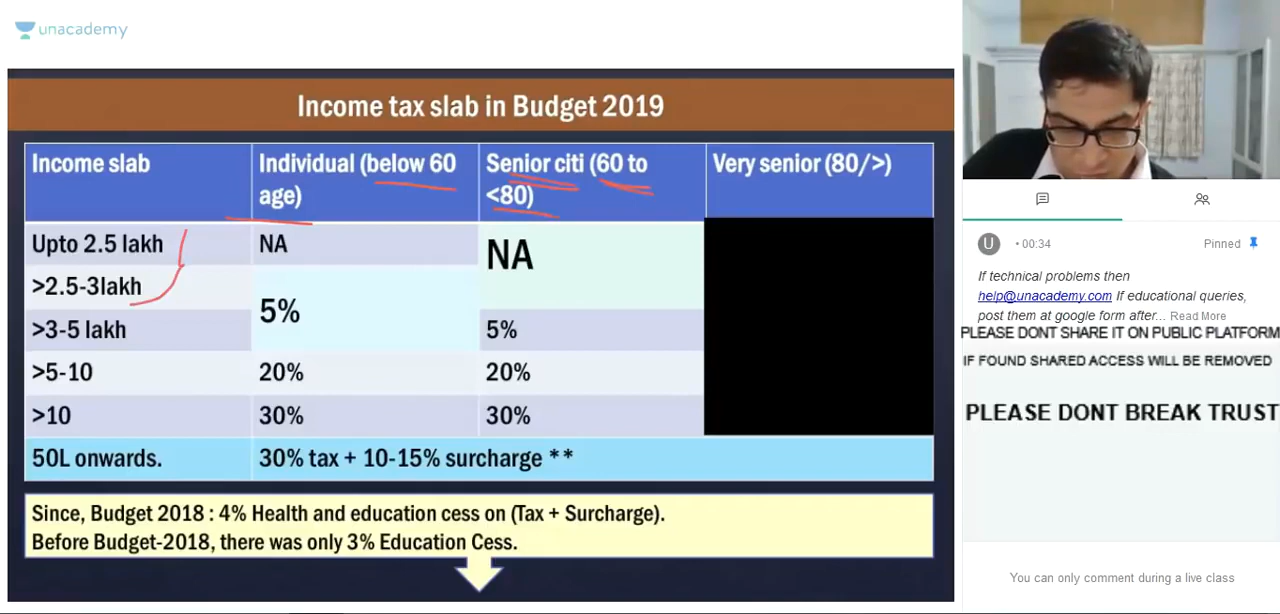 unacademy
Income tax slab in Budget 2019
Income slab Individual (below 60 age) Senior citi (60 to <80) Very senior (80/>)
Upto 2.5 lakh NA NA
>2.5-3lakh 5%
>3-5 lakh 5%
>5-10 20% 20%
>10 30% 30%
50L onwards. 30% tax + 10-15% surcharge **
Since, Budget 2018 : 4% Health and education cess on (Tax + Surcharge).
Before Budget-2018, there was only 3% Education Cess.
U • 00:34 Pinned
If technical problems then
help@unacademy.com If educational queries,
post them at google form after... Read More
PLEASE DONT SHARE IT ON PUBLIC PLATFORM
IF FOUND SHARED ACCESS WILL BE REMOVED
PLEASE DONT BREAK TRUST
You can only comment during a live class